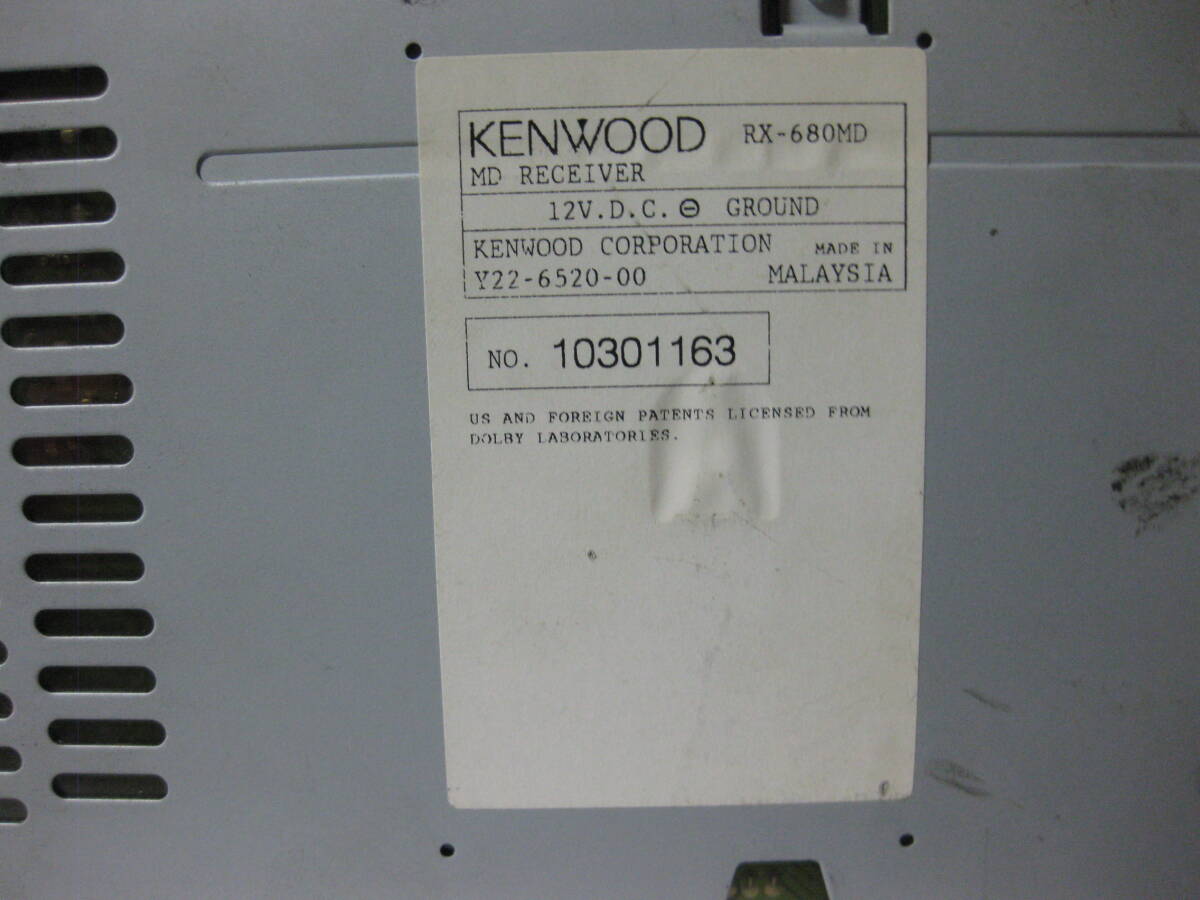 KENWOOD RX-680MD
MD RECEIVER
12V.D.C. ⊖ GROUND
KENWOOD CORPORATION MADE IN
Y22-6520-00 MALAYSIA
NO. 10301163
US AND FOREIGN PATENTS LICENSED FROM
DOLBY LABORATORIES.